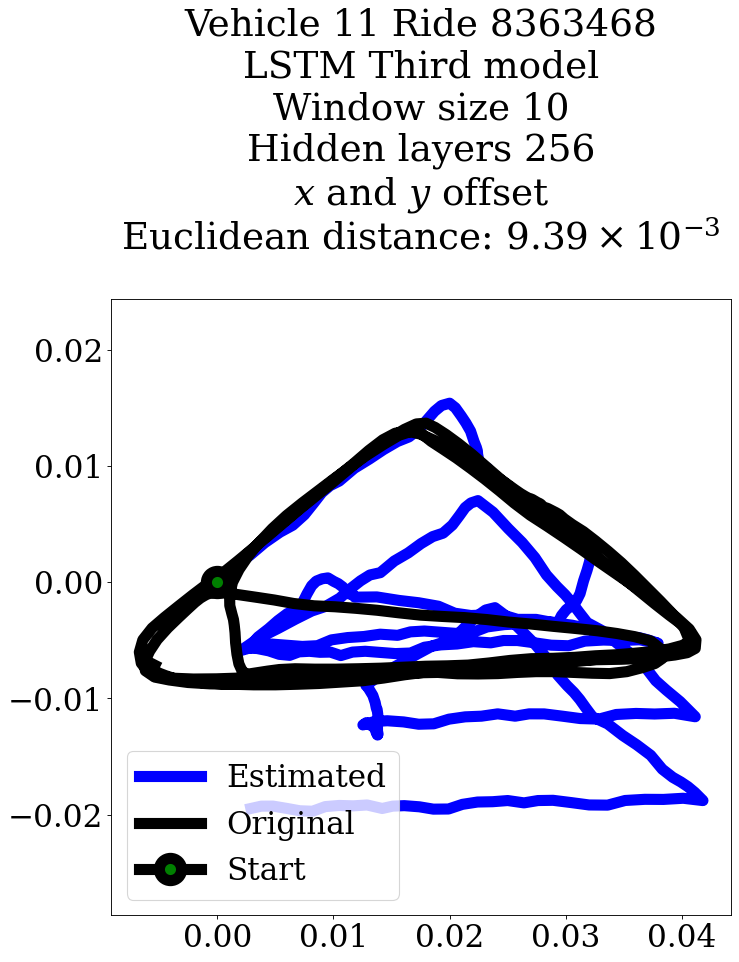 Vehicle 11 Ride 8363468
LSTM Third model
Window size 10
Hidden layers 256
x and y offset
Euclidean distance: 9.39 × 10⁻³
0.02
0.01
0.00
−0.01
−0.02
Estimated
Original
Start
0.00 0.01 0.02 0.03 0.04